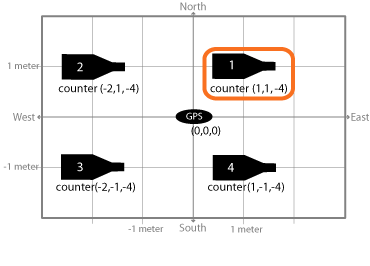 North
1 meter
2
1
counter (-2,1, -4)
counter (1,1, -4)
West
GPS
East
(0,0,0)
-1 meter
3
4
counter(-2,-1,-4)
counter(1,-1,-4)
-1 meter
South
1 meter